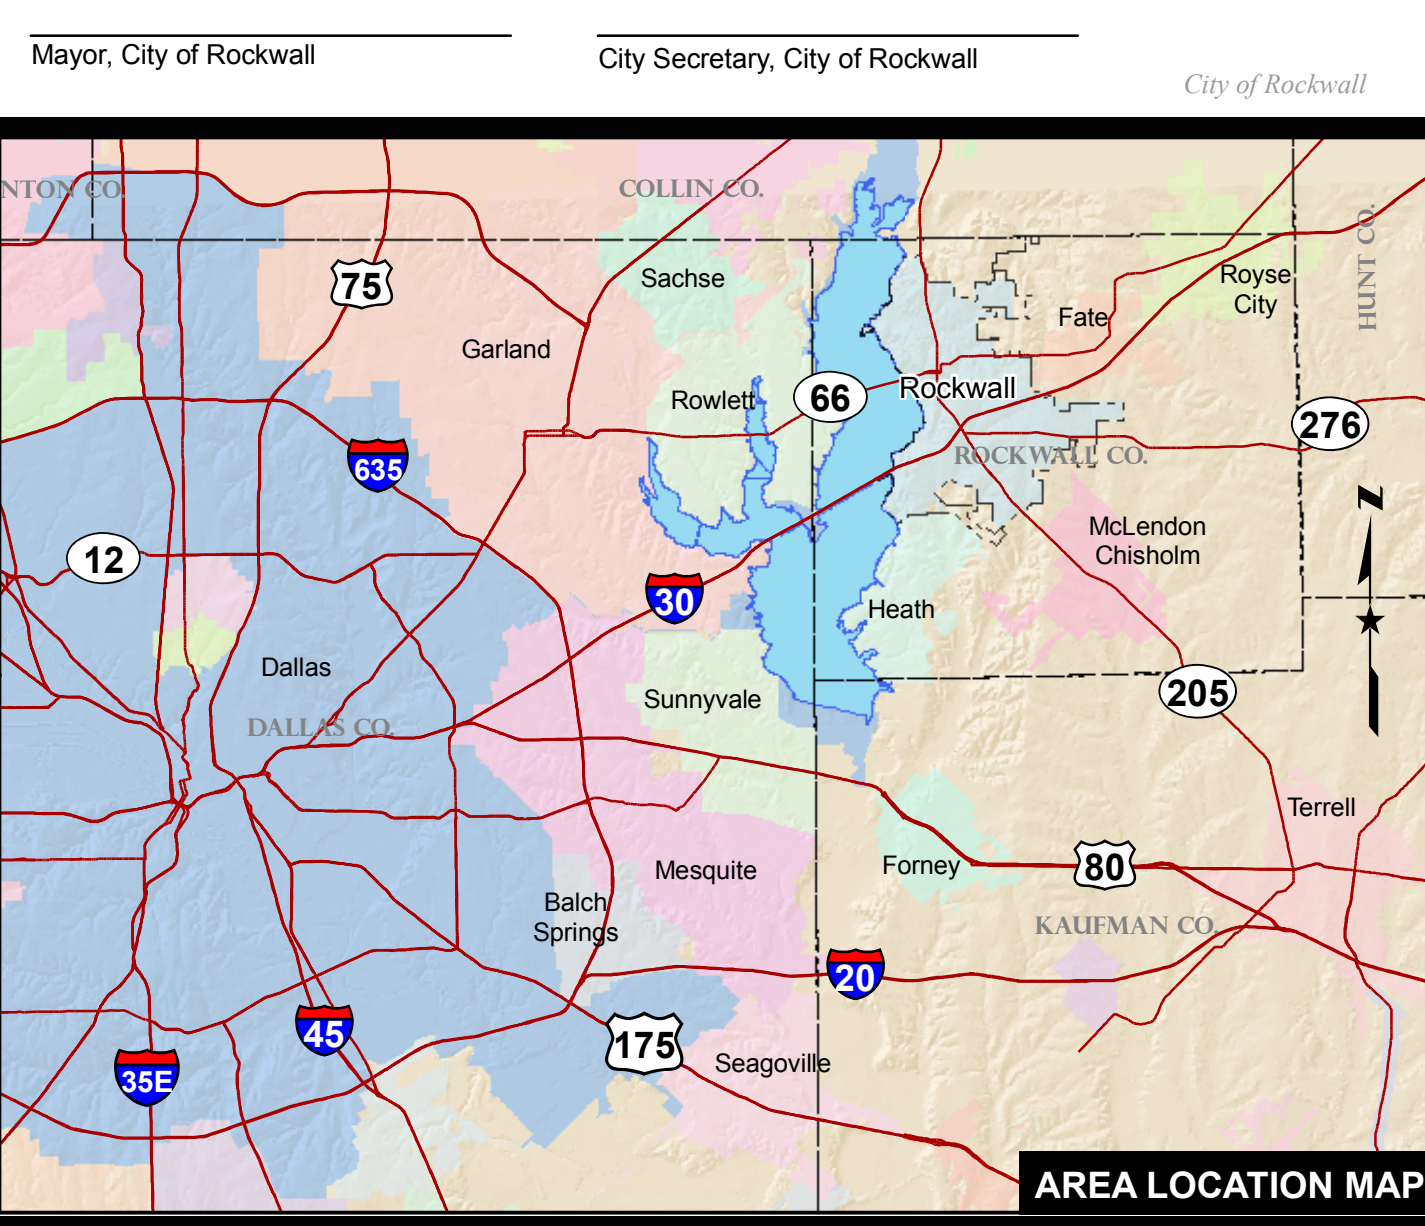 Mayor, City of Rockwall
City Secretary, City of Rockwall
City of Rockwall
NTON CO.
COLLIN CO.
HUNT CO.
75
Sachse
Royse
City
Fate
Garland
Rowlett
66
Rockwall
276
635
ROCKWALL CO.
12
McLendon
Chisholm
Z
30
Heath
Dallas
DALLAS CO.
Sunnyvale
205
Terrell
Mesquite
Forney
80
Balch
Springs
KAUFMAN CO.
20
45
175
Seagoville
35E
AREA LOCATION MAP